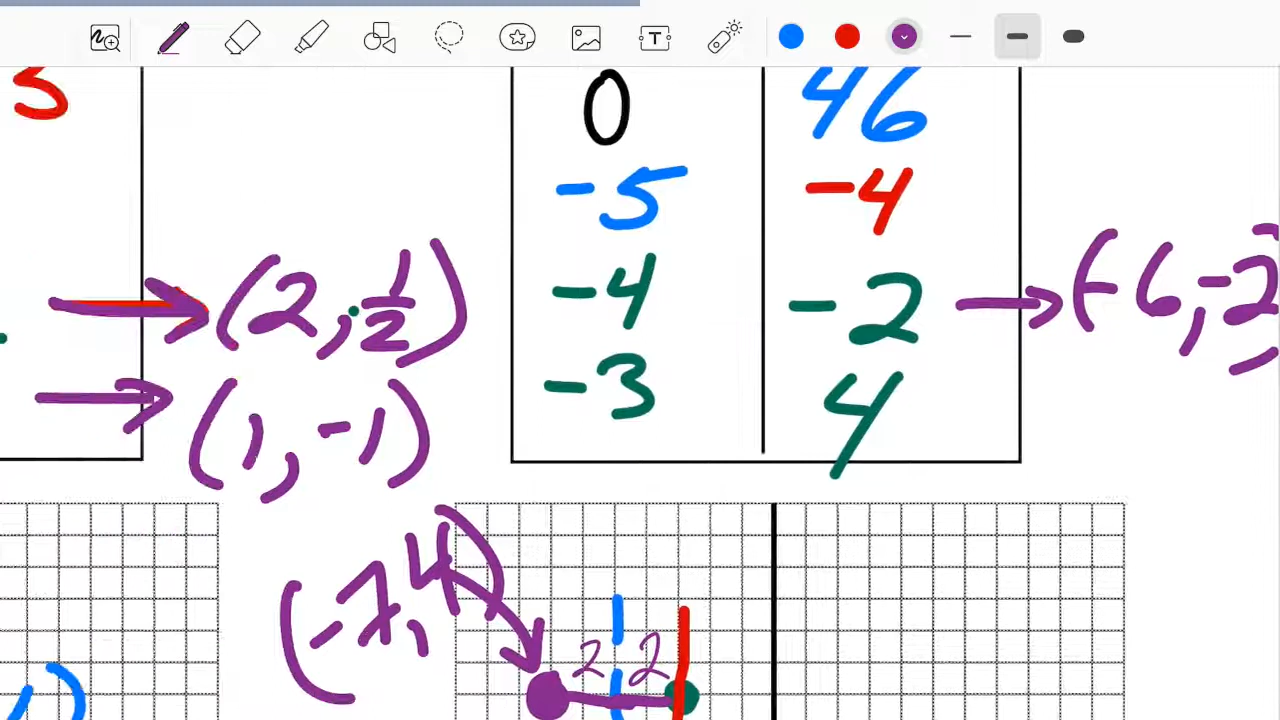 5
0 46
-5 -4
→ (2, 1/2) -4 -2 → (-6, -2)
→ (1, -1) -3 4
(-7, 4)
2 2